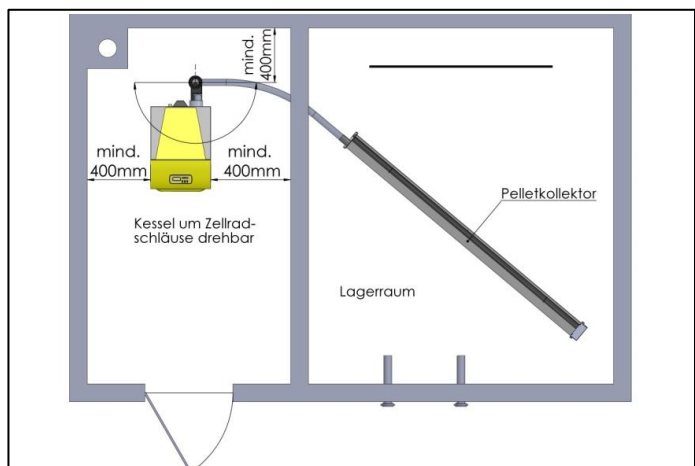 mind.
400mm
mind.
400mm
mind.
400mm
Pelletkollektor
Kessel um Zellrad-
schläuse drehbar
Lagerraum